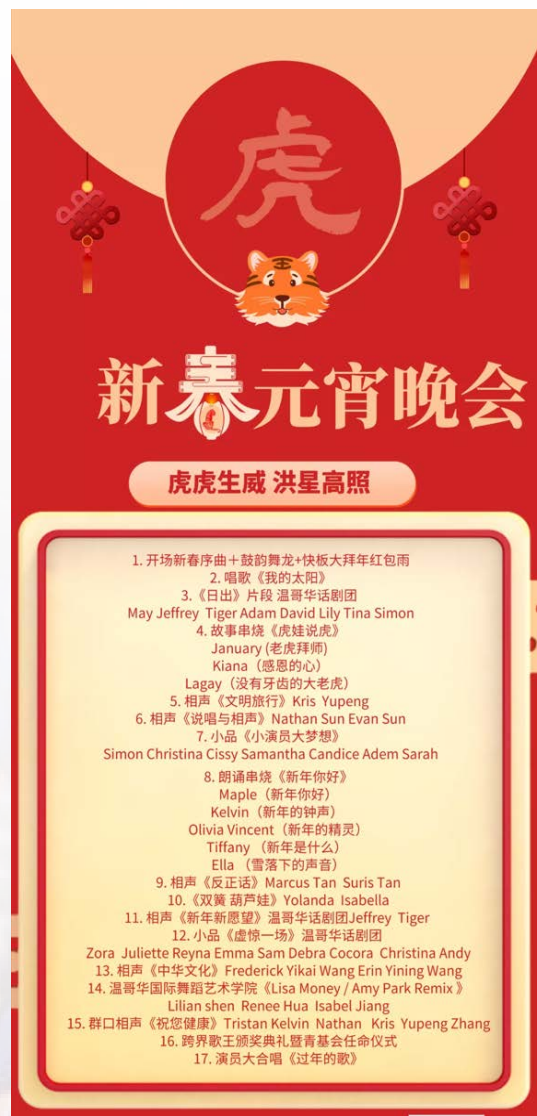 虎
新春元宵晚会
虎虎生威 洪星高照
1. 开场新春序曲＋鼓韵舞龙+快板大拜年红包雨
2. 唱歌《我的太阳》
3.《日出》片段 温哥华话剧团
May Jeffrey Tiger Adam David Lily Tina Simon
4. 故事串烧《虎娃说虎》
January (老虎拜师)
Kiana（感恩的心）
Lagay（没有牙齿的大老虎）
5. 相声《文明旅行》Kris Yupeng
6. 相声《说唱与相声》Nathan Sun Evan Sun
7. 小品《小演员大梦想》
Simon Christina Cissy Samantha Candice Adem Sarah
8. 朗诵串烧《新年你好》
Maple（新年你好）
Kelvin（新年的钟声）
Olivia Vincent（新年的精灵）
Tiffany （新年是什么）
Ella （雪落下的声音）
9. 相声《反正话》Marcus Tan Suris Tan
10.《双簧 葫芦娃》Yolanda Isabella
11. 相声《新年新愿望》温哥华话剧团Jeffrey Tiger
12. 小品《虚惊一场》温哥华话剧团
Zora Juliette Reyna Emma Sam Debra Cocora Christina Andy
13. 相声《中华文化》Frederick Yikai Wang Erin Yining Wang
14. 温哥华国际舞蹈艺术学院《Lisa Money / Amy Park Remix 》
Lilian shen Renee Hua Isabel Jiang
15. 群口相声《祝您健康》Tristan Kelvin Nathan Kris Yupeng Zhang
16. 跨界歌王颁奖典礼暨青基会任命仪式
17. 演员大合唱《过年的歌》